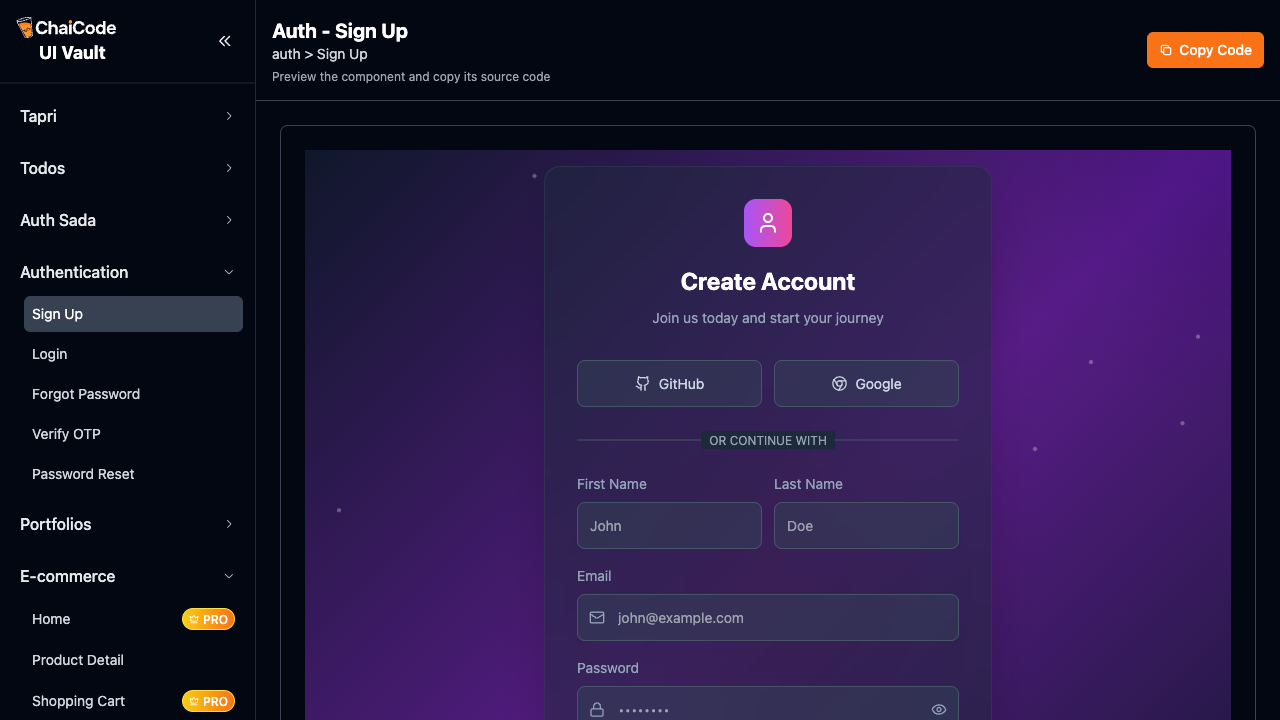 ChaiCode
UI Vault
Tapri
Todos
Auth Sada
Authentication
Sign Up
Login
Forgot Password
Verify OTP
Password Reset
Portfolios
E-commerce
Home
PRO
Product Detail
Shopping Cart
PRO
Auth - Sign Up
auth > Sign Up
Preview the component and copy its source code
Copy Code
Create Account
Join us today and start your journey
GitHub
Google
OR CONTINUE WITH
First Name
Last Name
John
Doe
Email
john@example.com
Password
••••••••